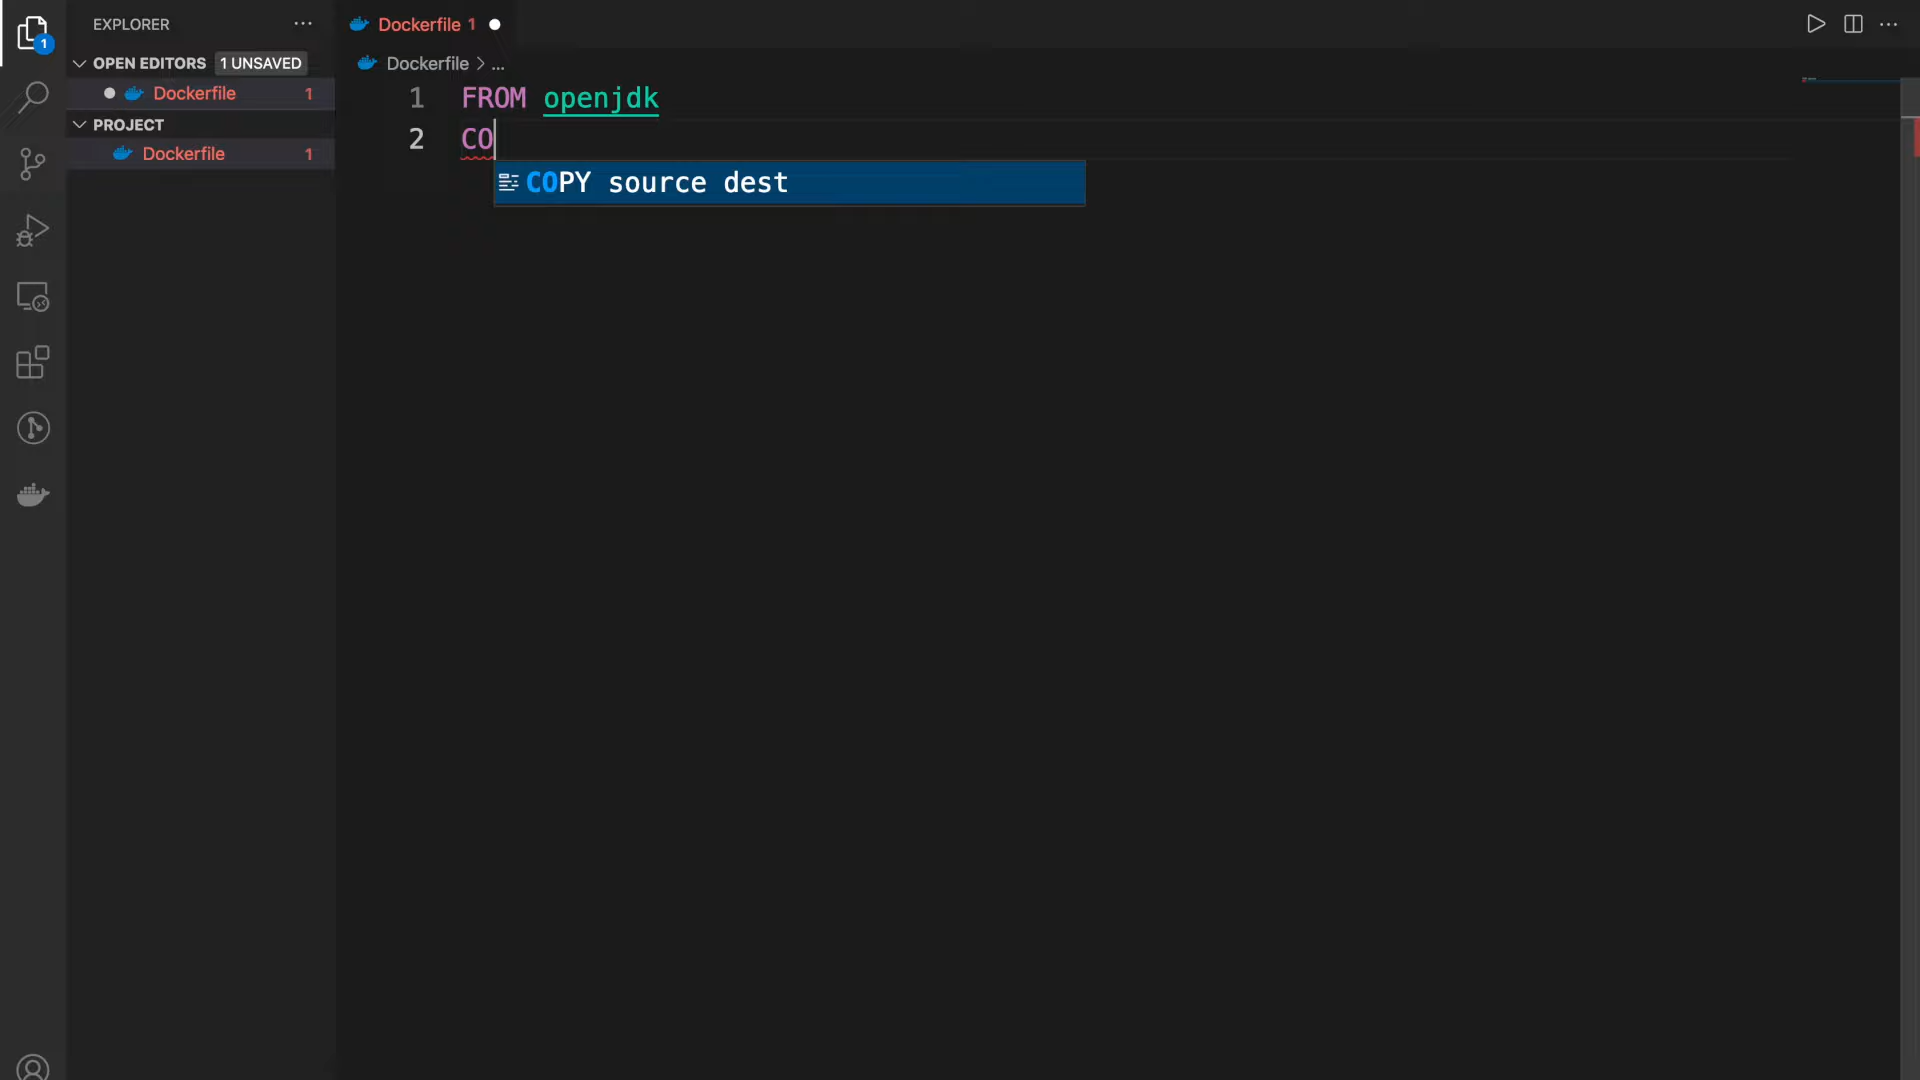 EXPLORER
OPEN EDITORS 1 UNSAVED
Dockerfile 1
PROJECT
Dockerfile 1
1
Dockerfile 1
Dockerfile > ...
1 FROM openjdk
2 CO
COPY source dest